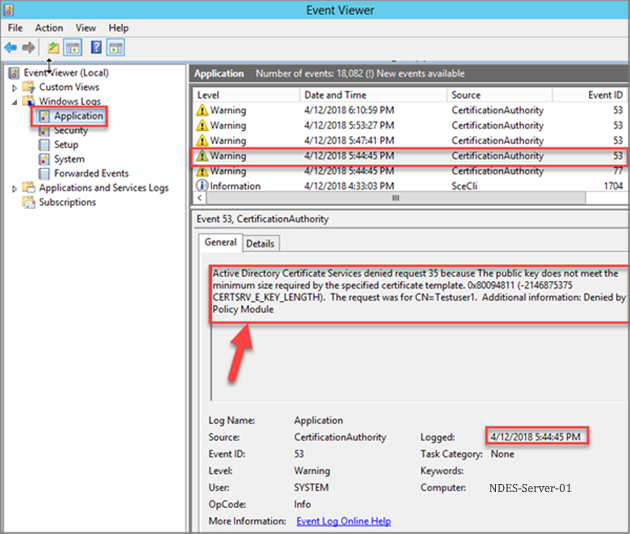 Event Viewer
File Action View Help
Event Viewer (Local)
Custom Views
Windows Logs
Application
Security
Setup
System
Forwarded Events
Applications and Services Logs
Subscriptions
Application Number of events: 18,082 (!) New events available
Level Date and Time Source Event ID
Warning 4/12/2018 6:10:59 PM CertificationAuthority 53
Warning 4/12/2018 5:53:27 PM CertificationAuthority 53
Warning 4/12/2018 5:47:41 PM CertificationAuthority 53
Warning 4/12/2018 5:44:45 PM CertificationAuthority 53
Warning 4/12/2018 5:44:45 PM CertificationAuthority 77
Information 4/12/2018 4:33:03 PM SceCli 1704
Event 53, CertificationAuthority
General Details
Active Directory Certificate Services denied request 35 because The public key does not meet the
minimum size required by the specified certificate template. 0x80094811 (-2146875375
CERTSRV_E_KEY_LENGTH). The request was for CN=Testuser1. Additional information: Denied by
Policy Module
Log Name: Application
Source: CertificationAuthority Logged: 4/12/2018 5:44:45 PM
Event ID: 53 Task Category: None
Level: Warning Keywords:
User: SYSTEM Computer: NDES-Server-01
OpCode: Info
More Information: Event Log Online Help